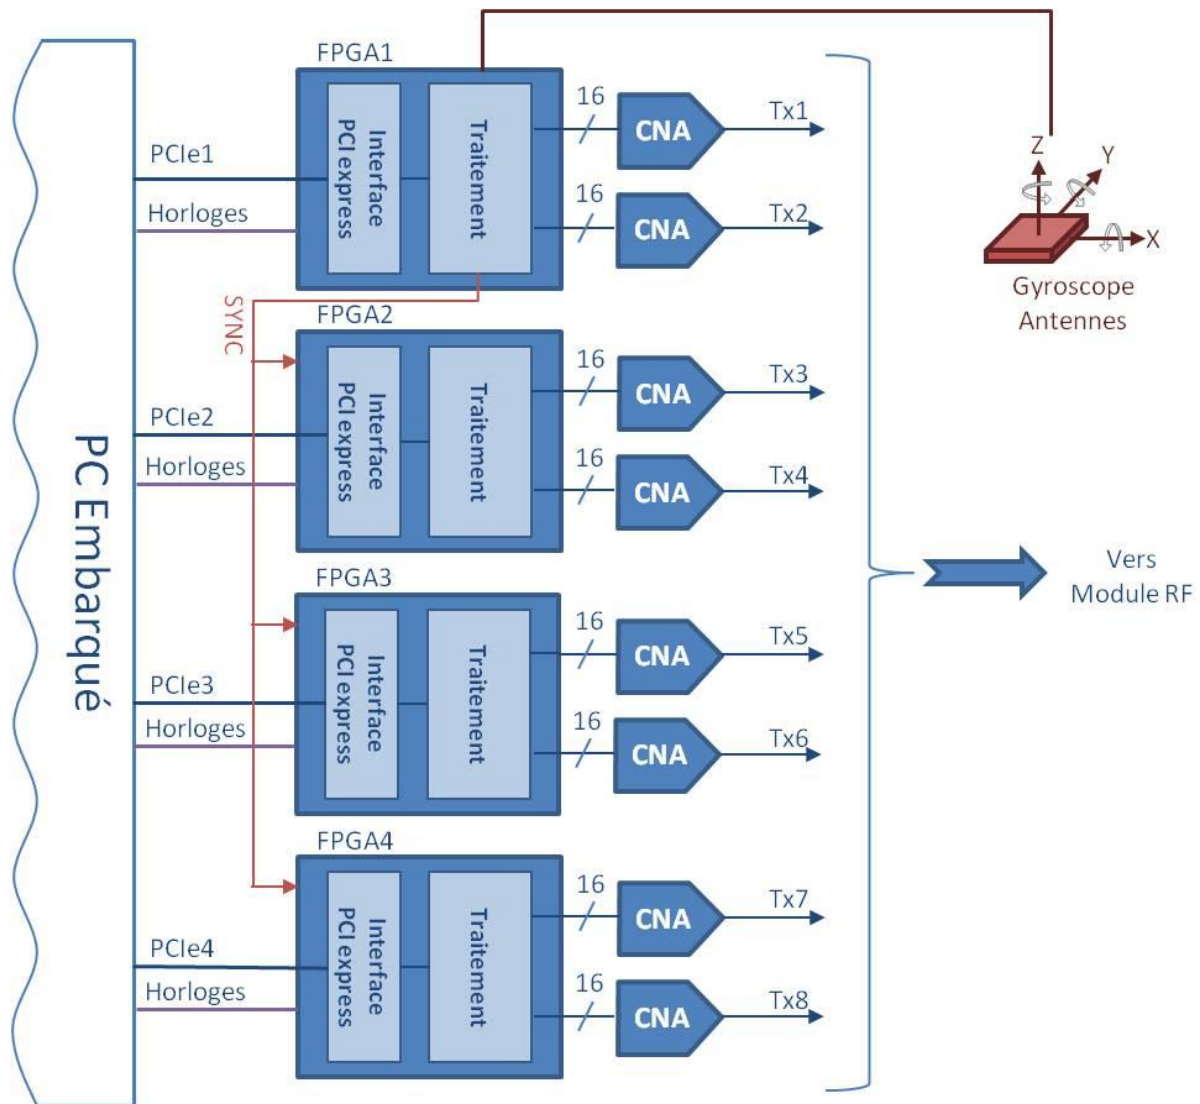 FPGA1
PCIe1
Horloges
Interface
PCI express
Traitement
16
CNA
Tx1
16
CNA
Tx2
Z
Y
X
Gyroscope
Antennes
SYNC
FPGA2
PCIe2
Horloges
Interface
PCI express
Traitement
16
CNA
Tx3
16
CNA
Tx4
PC Embarqué
Vers
Module RF
FPGA3
PCIe3
Horloges
Interface
PCI express
Traitement
16
CNA
Tx5
16
CNA
Tx6
FPGA4
PCIe4
Horloges
Interface
PCI express
Traitement
16
CNA
Tx7
16
CNA
Tx8